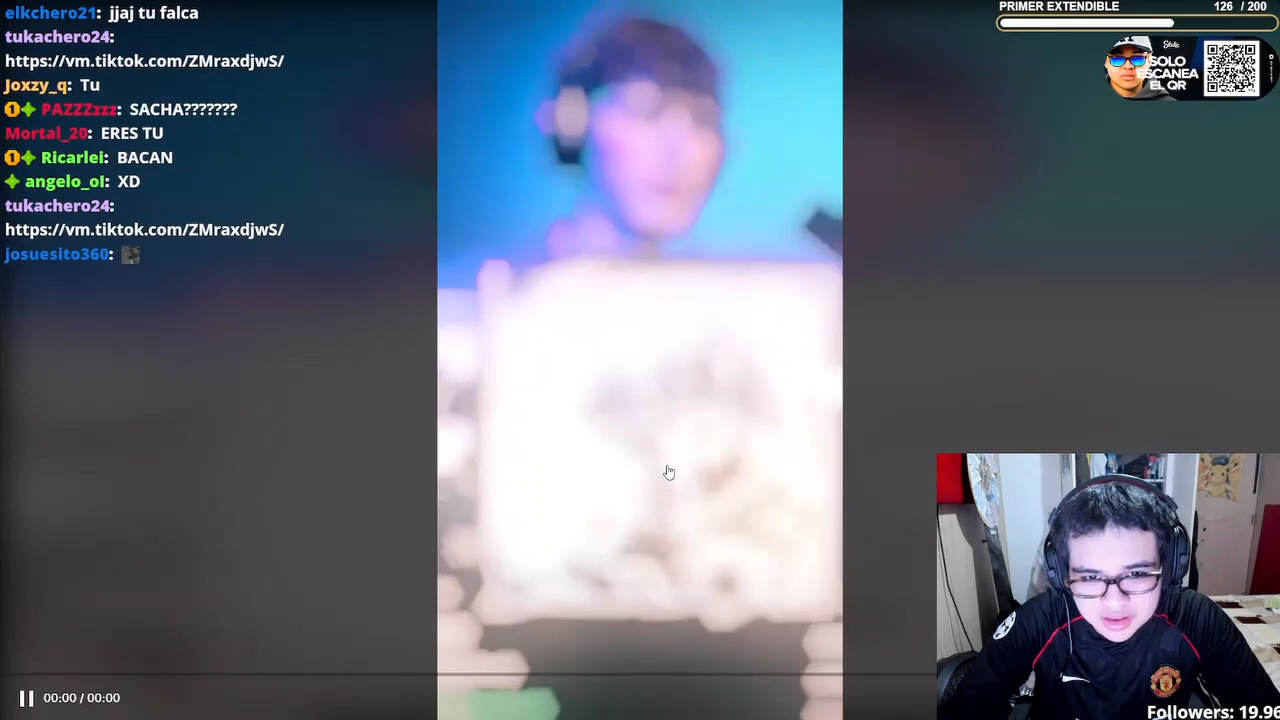 elkchero21: jjaj tu falca
tukachero24:
https://vm.tiktok.com/ZMraxdjwS/
Joxzy_q: Tu
PAZZZzzz: SACHA???????
Mortal_20: ERES TU
Ricarlei: BACAN
angelo_ol: XD
tukachero24:
https://vm.tiktok.com/ZMraxdjwS/
josuesito360:
PRIMER EXTENDIBLE 126 / 200
Stake
SOLO
ESCANEA
EL QR
00:00 / 00:00
Followers: 19.96